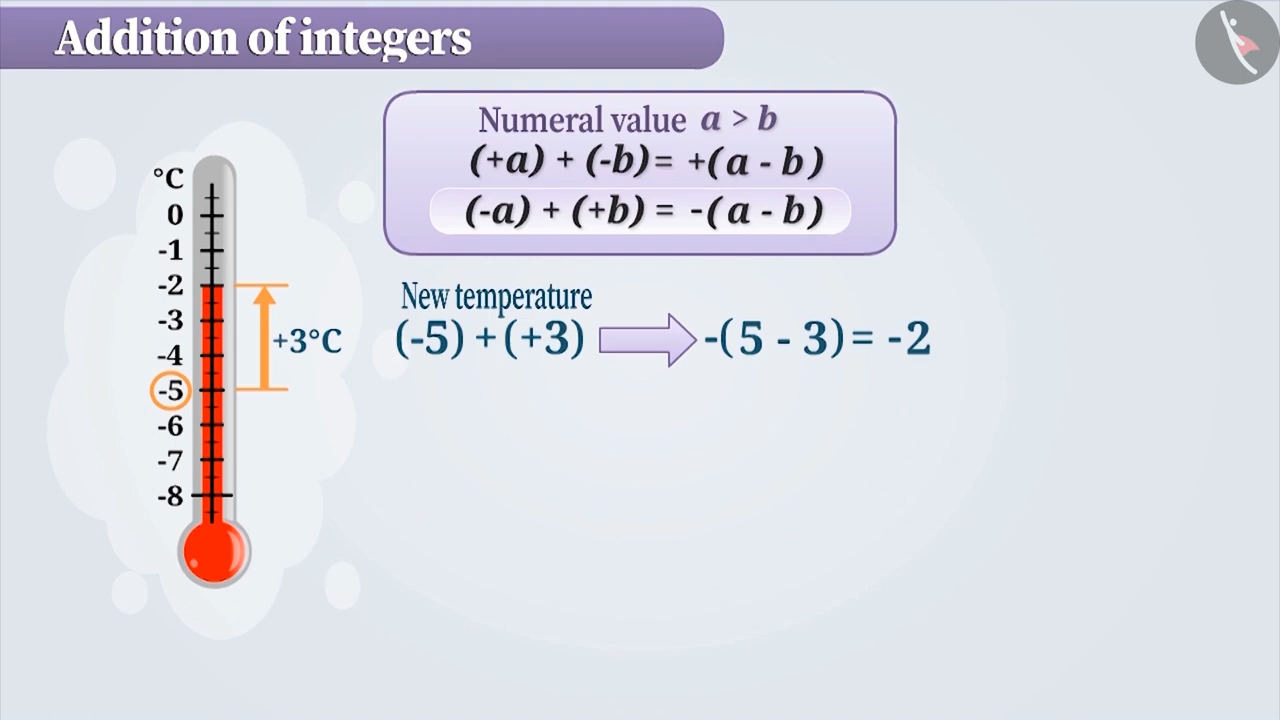 Addition of integers
Numeral value a > b
(+a) + (-b) = +( a - b )
(-a) + (+b) = -( a - b )
°C
0
-1
-2
-3
-4
-5
-6
-7
-8
+3°C
New temperature
(-5) + (+3) -( 5 - 3 ) = -2